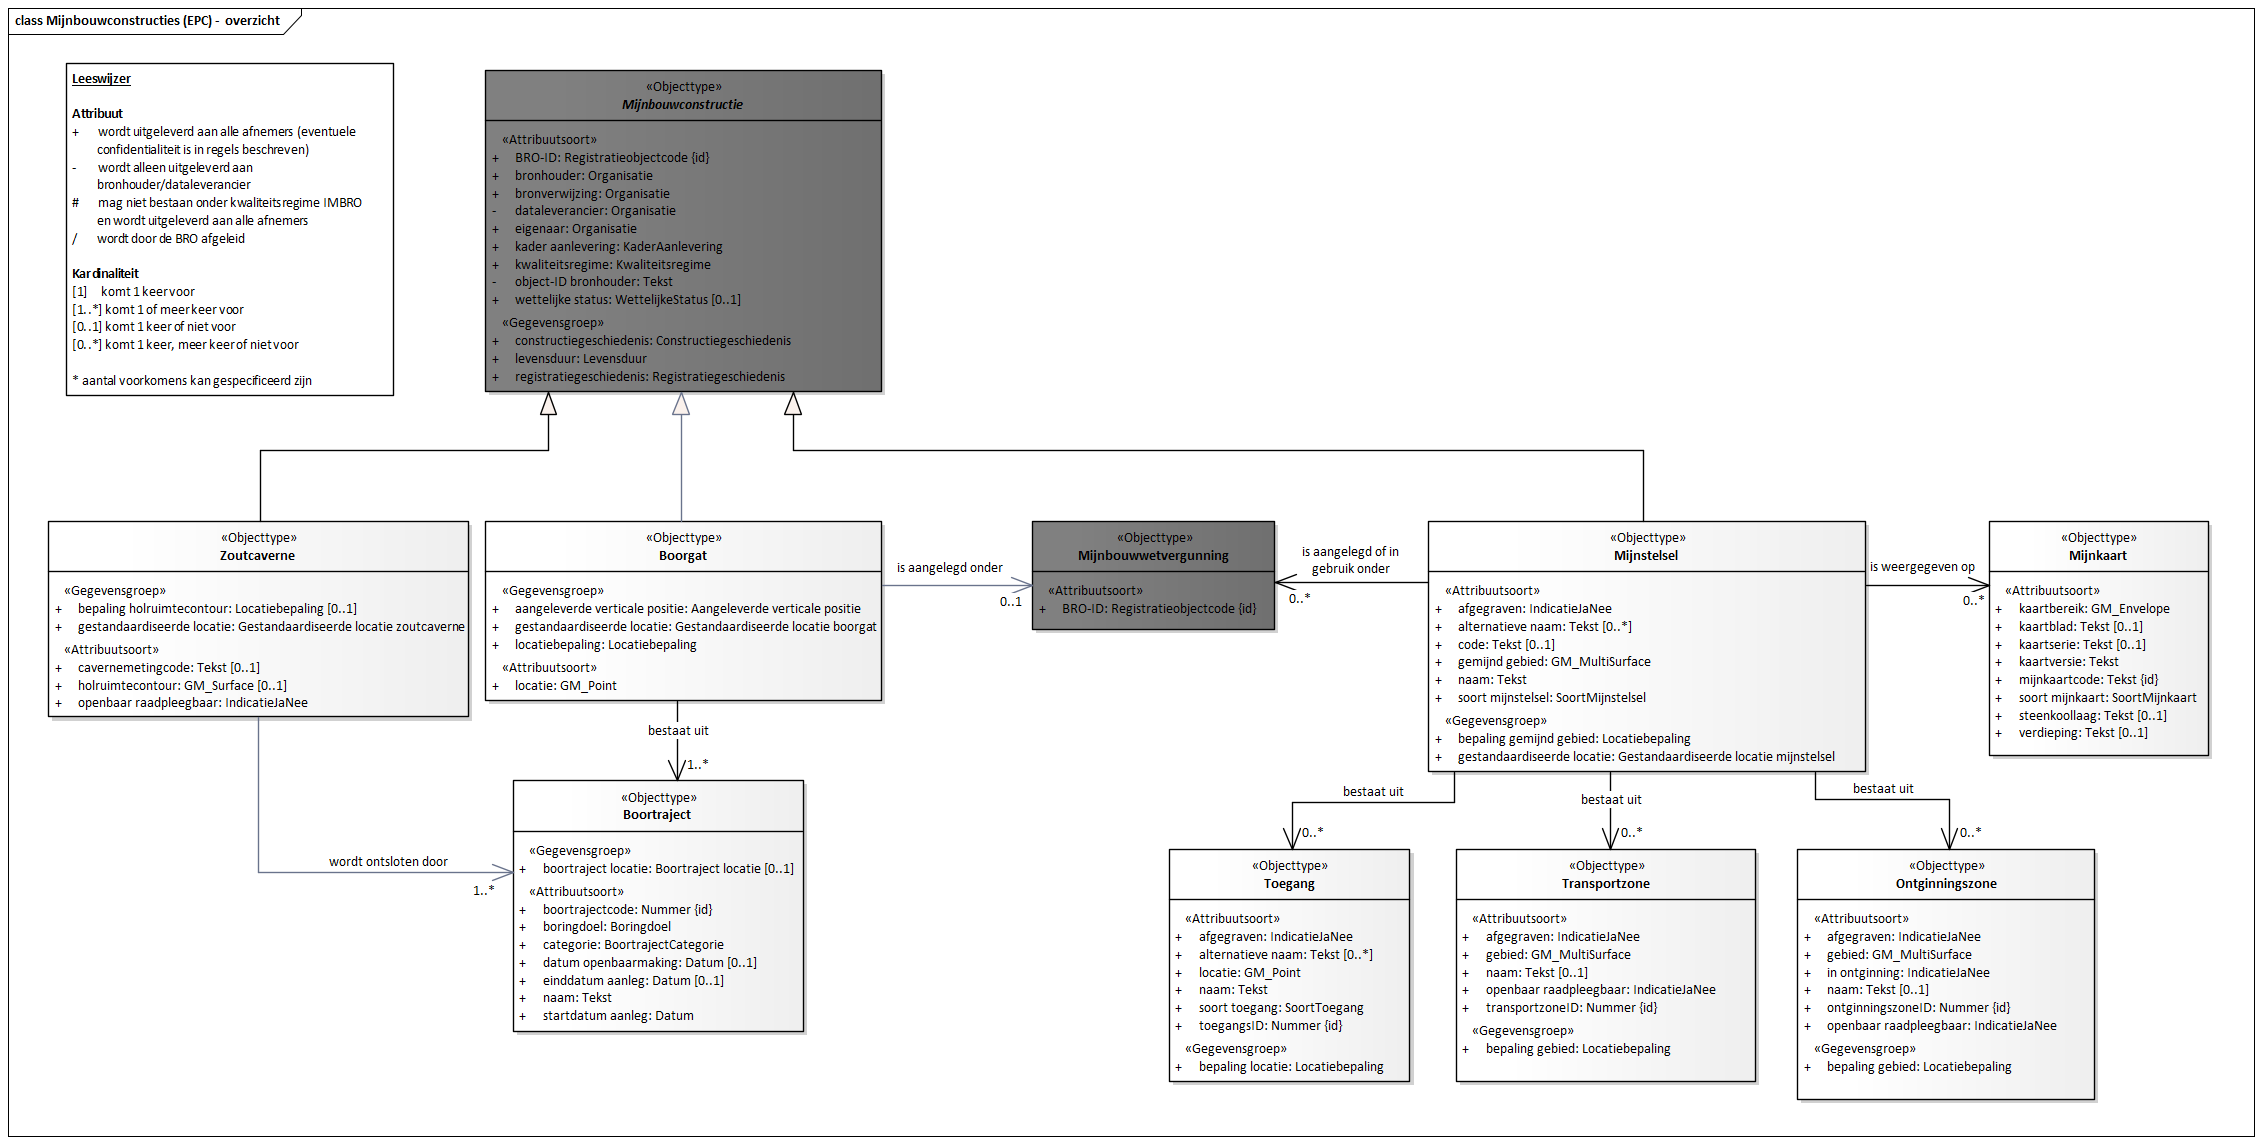 class Mijnbouwconstructies (EPC) - overzicht
Leeswijzer
Attribuut
+ wordt uitgeleverd aan alle afnemers (eventuele
confidentialiteit is in regels beschreven)
- wordt alleen uitgeleverd aan
bronhouder/dataleverancier
# mag niet bestaan onder kwaliteitsregime IMBRO
en wordt uitgeleverd aan alle afnemers
/ wordt door de BRO afgeleid
Kardinaliteit
[1] komt 1 keer voor
[1..*] komt 1 of meer keer voor
[0..1] komt 1 keer of niet voor
[0..*] komt 1 keer, meer keer of niet voor
* aantal voorkomens kan gespecificeerd zijn
«Objecttype»
Mijnbouwconstructie
«Attribuutsoort»
+ BRO-ID: Registratieobjectcode {id}
+ bronhouder: Organisatie
+ bronverwijzing: Organisatie
- dataleverancier: Organisatie
+ eigenaar: Organisatie
+ kader aanlevering: KaderAanlevering
+ kwaliteitsregime: Kwaliteitsregime
- object-ID bronhouder: Tekst
+ wettelijke status: WettelijkeStatus [0..1]
«Gegevensgroep»
+ constructiegeschiedenis: Constructiegeschiedenis
+ levensduur: Levensduur
+ registratiegeschiedenis: Registratiegeschiedenis
«Objecttype»
Zoutcaverne
«Gegevensgroep»
+ bepaling holruimtecontour: Locatiebepaling [0..1]
+ gestandaardiseerde locatie: Gestandaardiseerde locatie zoutcaverne
«Attribuutsoort»
+ cavernemetingcode: Tekst [0..1]
+ holruimtecontour: GM_Surface [0..1]
+ openbaar raadpleegbaar: IndicatieJaNee
«Objecttype»
Boorgat
«Gegevensgroep»
+ aangeleverde verticale positie: Aangeleverde verticale positie
+ gestandaardiseerde locatie: Gestandaardiseerde locatie boorgat
+ locatiebepaling: Locatiebepaling
«Attribuutsoort»
+ locatie: GM_Point
is aangelegd onder
0..1
«Objecttype»
Mijnbouwwetvergunning
«Attribuutsoort»
+ BRO-ID: Registratieobjectcode {id}
is aangelegd of in
gebruik onder
0..*
«Objecttype»
Mijnstelsel
«Attribuutsoort»
+ afgegraven: IndicatieJaNee
+ alternatieve naam: Tekst [0..*]
+ code: Tekst [0..1]
+ gemijnd gebied: GM_MultiSurface
+ naam: Tekst
+ soort mijnstelsel: SoortMijnstelsel
«Gegevensgroep»
+ bepaling gemijnd gebied: Locatiebepaling
+ gestandaardiseerde locatie: Gestandaardiseerde locatie mijnstelsel
is weergegeven op
0..*
«Objecttype»
Mijnkaart
«Attribuutsoort»
+ kaartbereik: GM_Envelope
+ kaartblad: Tekst [0..1]
+ kaartserie: Tekst [0..1]
+ kaartversie: Tekst
+ mijnkaartcode: Tekst {id}
+ soort mijnkaart: SoortMijnkaart
+ steenkoollaag: Tekst [0..1]
+ verdieping: Tekst [0..1]
bestaat uit
1..*
wordt ontsloten door
1..*
«Objecttype»
Boortraject
«Gegevensgroep»
+ boortraject locatie: Boortraject locatie [0..1]
«Attribuutsoort»
+ boortrajectcode: Nummer {id}
+ boringdoel: Boringdoel
+ categorie: BoortrajectCategorie
+ datum openbaarmaking: Datum [0..1]
+ einddatum aanleg: Datum [0..1]
+ naam: Tekst
+ startdatum aanleg: Datum
bestaat uit
0..*
bestaat uit
0..*
bestaat uit
0..*
«Objecttype»
Toegang
«Attribuutsoort»
+ afgegraven: IndicatieJaNee
+ alternatieve naam: Tekst [0..*]
+ locatie: GM_Point
+ naam: Tekst
+ soort toegang: SoortToegang
+ toegangsID: Nummer {id}
«Gegevensgroep»
+ bepaling locatie: Locatiebepaling
«Objecttype»
Transportzone
«Attribuutsoort»
+ afgegraven: IndicatieJaNee
+ gebied: GM_MultiSurface
+ naam: Tekst [0..1]
+ openbaar raadpleegbaar: IndicatieJaNee
+ transportzoneID: Nummer {id}
«Gegevensgroep»
+ bepaling gebied: Locatiebepaling
«Objecttype»
Ontginningszone
«Attribuutsoort»
+ afgegraven: IndicatieJaNee
+ gebied: GM_MultiSurface
+ in ontginning: IndicatieJaNee
+ naam: Tekst [0..1]
+ ontginningszoneID: Nummer {id}
+ openbaar raadpleegbaar: IndicatieJaNee
«Gegevensgroep»
+ bepaling gebied: Locatiebepaling